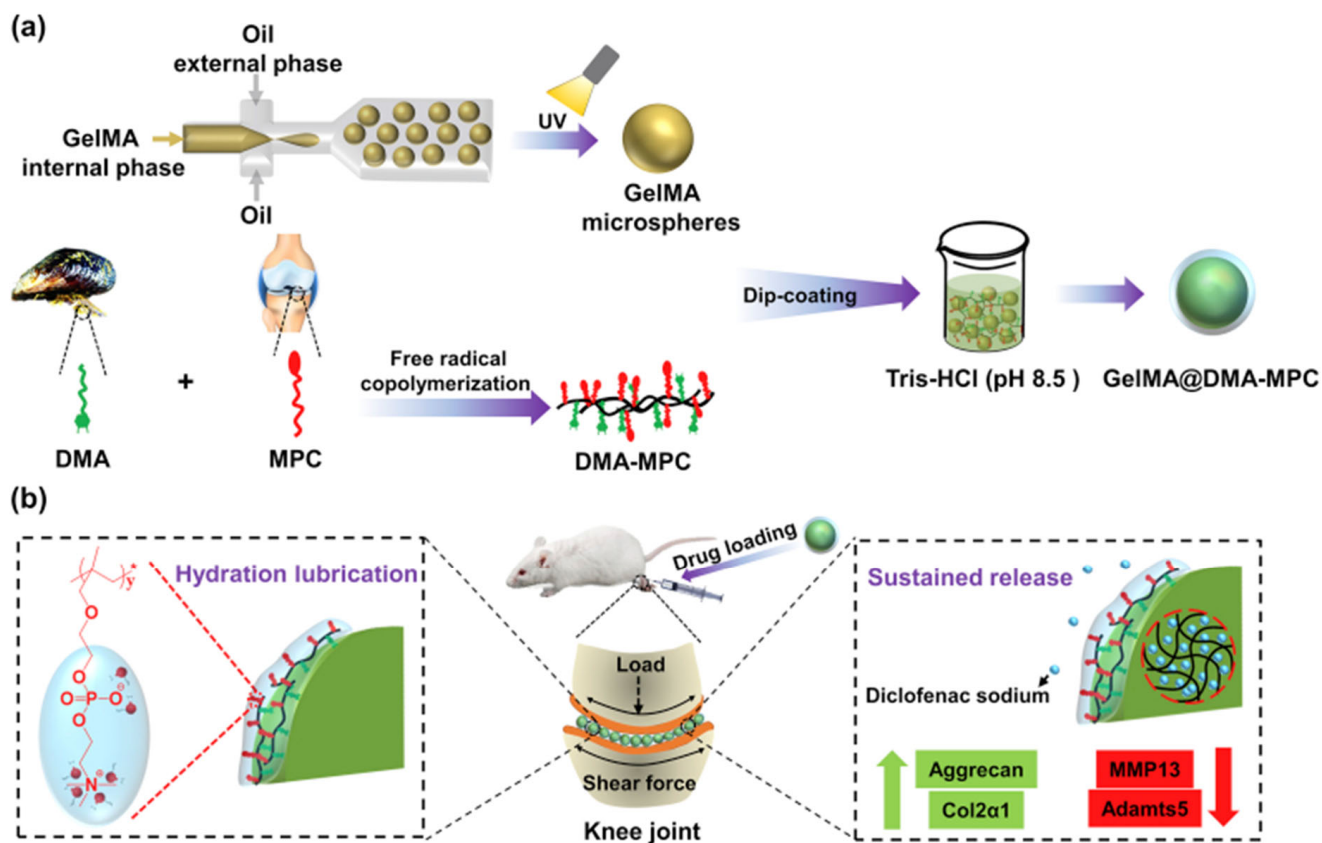 (a)
Oil
external phase
GelMA
internal phase
Oil
UV
GelMA
microspheres
DMA
+
MPC
Free radical
copolymerization
DMA-MPC
Dip-coating
Tris-HCl (pH 8.5 )
GelMA@DMA-MPC
(b)
Hydration lubrication
y
*
O
O
O=P-O
⊖
O
N
⊕
Drug loading
Load
Shear force
Knee joint
Sustained release
Diclofenac sodium
Aggrecan
Col2α1
MMP13
Adamts5